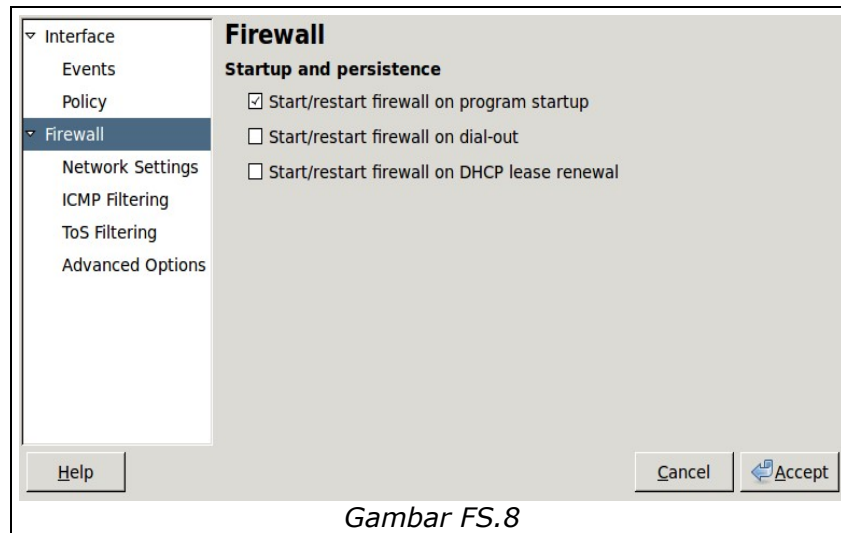 Interface
Events
Policy
Firewall
Network Settings
ICMP Filtering
ToS Filtering
Advanced Options
Firewall
Startup and persistence
Start/restart firewall on program startup
Start/restart firewall on dial-out
Start/restart firewall on DHCP lease renewal
Help
Cancel
Accept
Gambar FS.8